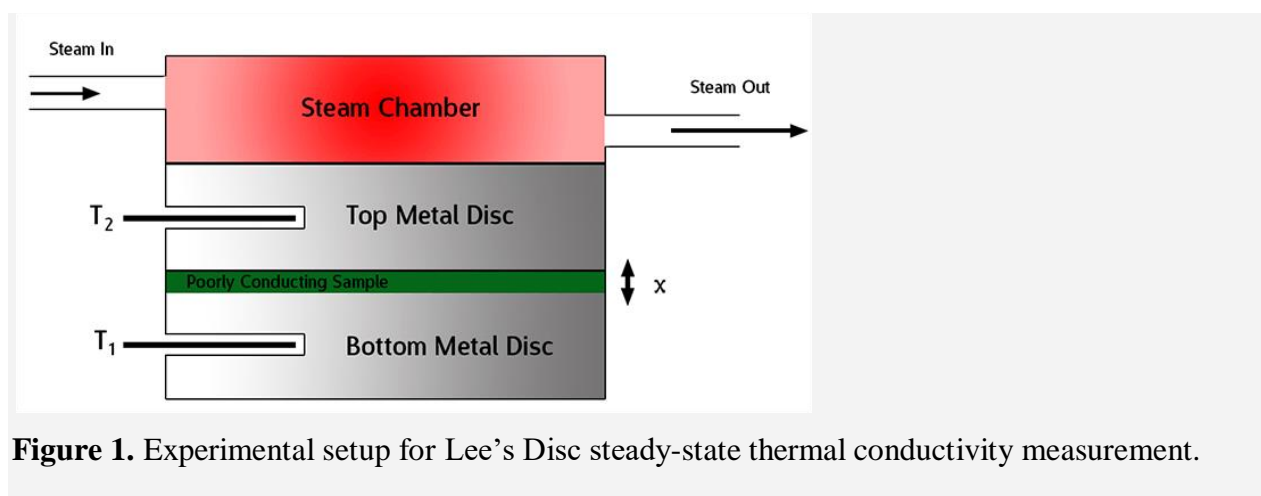 Steam In
Steam Chamber
Steam Out
T₂
Top Metal Disc
Poorly Conducting Sample
x
T₁
Bottom Metal Disc
Figure 1. Experimental setup for Lee’s Disc steady-state thermal conductivity measurement.